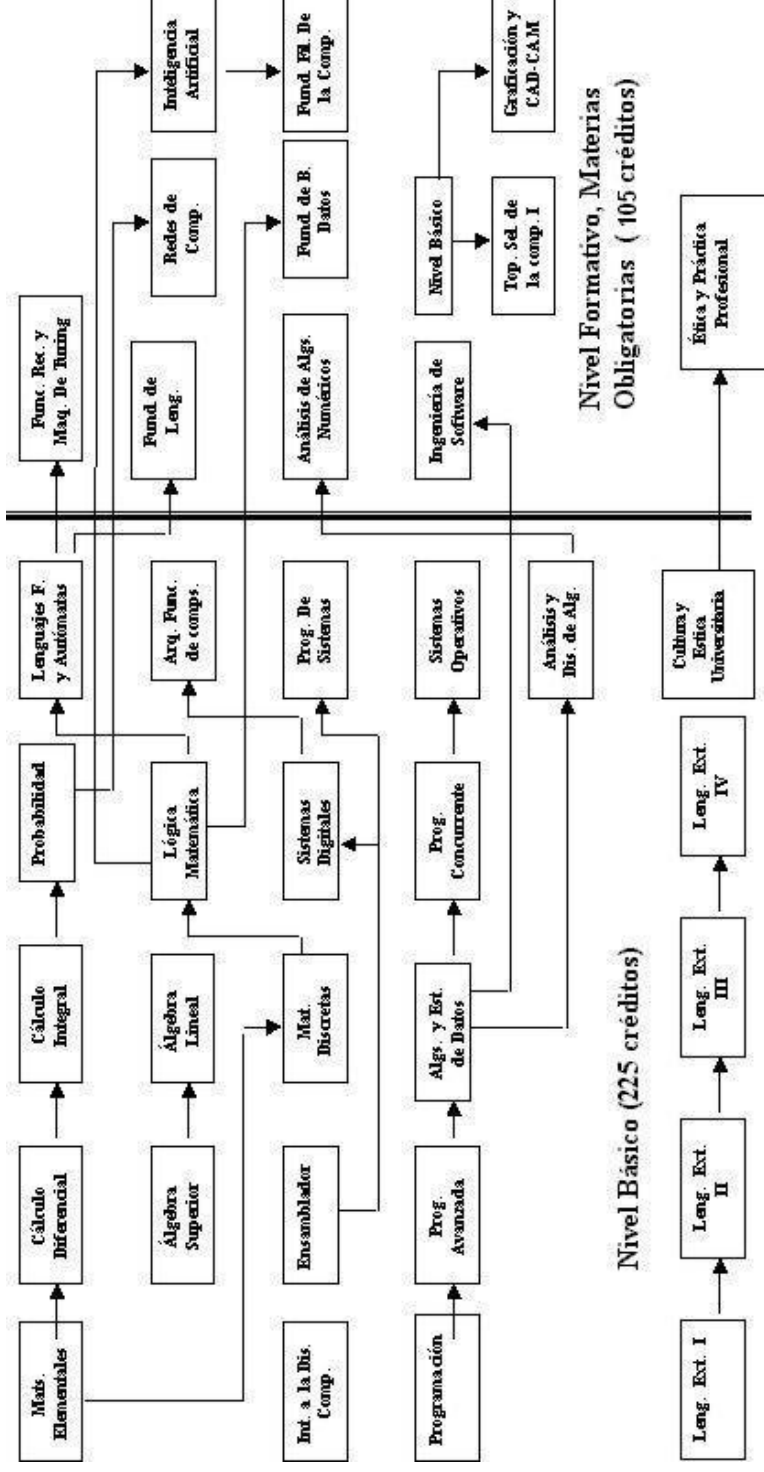 Mats.
Elementales
Cálculo
Diferencial
Cálculo
Integral
Probabilidad
Lenguajes F.
y Autómatas
Func. Rec. y
Maq. De Turing
Álgebra
Superior
Álgebra
Lineal
Lógica
Matemática
Arq. Func.
de comps.
Fund. de
Leng.
Redes de
Comp.
Inteligencia
Artificial
Int. a la Dis.
Comp.
Ensamblador
Mat.
Discretas
Sistemas
Digitales
Prog. De
Sistemas
Análisis de Algs.
Numéricos
Fund. de B.
Datos
Fund. Fil. De
la Comp.
Programación
Prog.
Avanzada
Algs. y Est.
de Datos
Prog.
Concurrente
Sistemas
Operativos
Ingeniería de
Software
Nivel Básico
Top. Sel. de
la comp. I
Graficación y
CAD-CAM
Análisis y
Dis. de Alg.
Nivel Básico (225 créditos)
Nivel Formativo, Materias
Obligatorias ( 105 créditos)
Leng. Ext. I
Leng. Ext.
II
Leng. Ext.
III
Leng. Ext.
IV
Cultura y
Estica
Universitaria
Ética y Práctica
Profesional